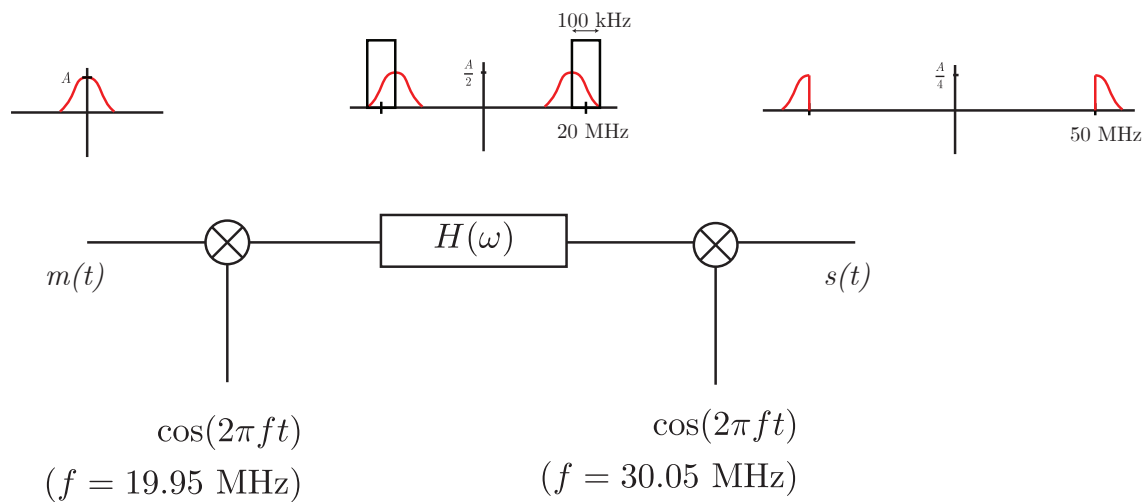 100 kHz
A
A/2
A/4
20 MHz
50 MHz
H(ω)
m(t)
s(t)
cos(2πft)
(f = 19.95 MHz)
cos(2πft)
(f = 30.05 MHz)